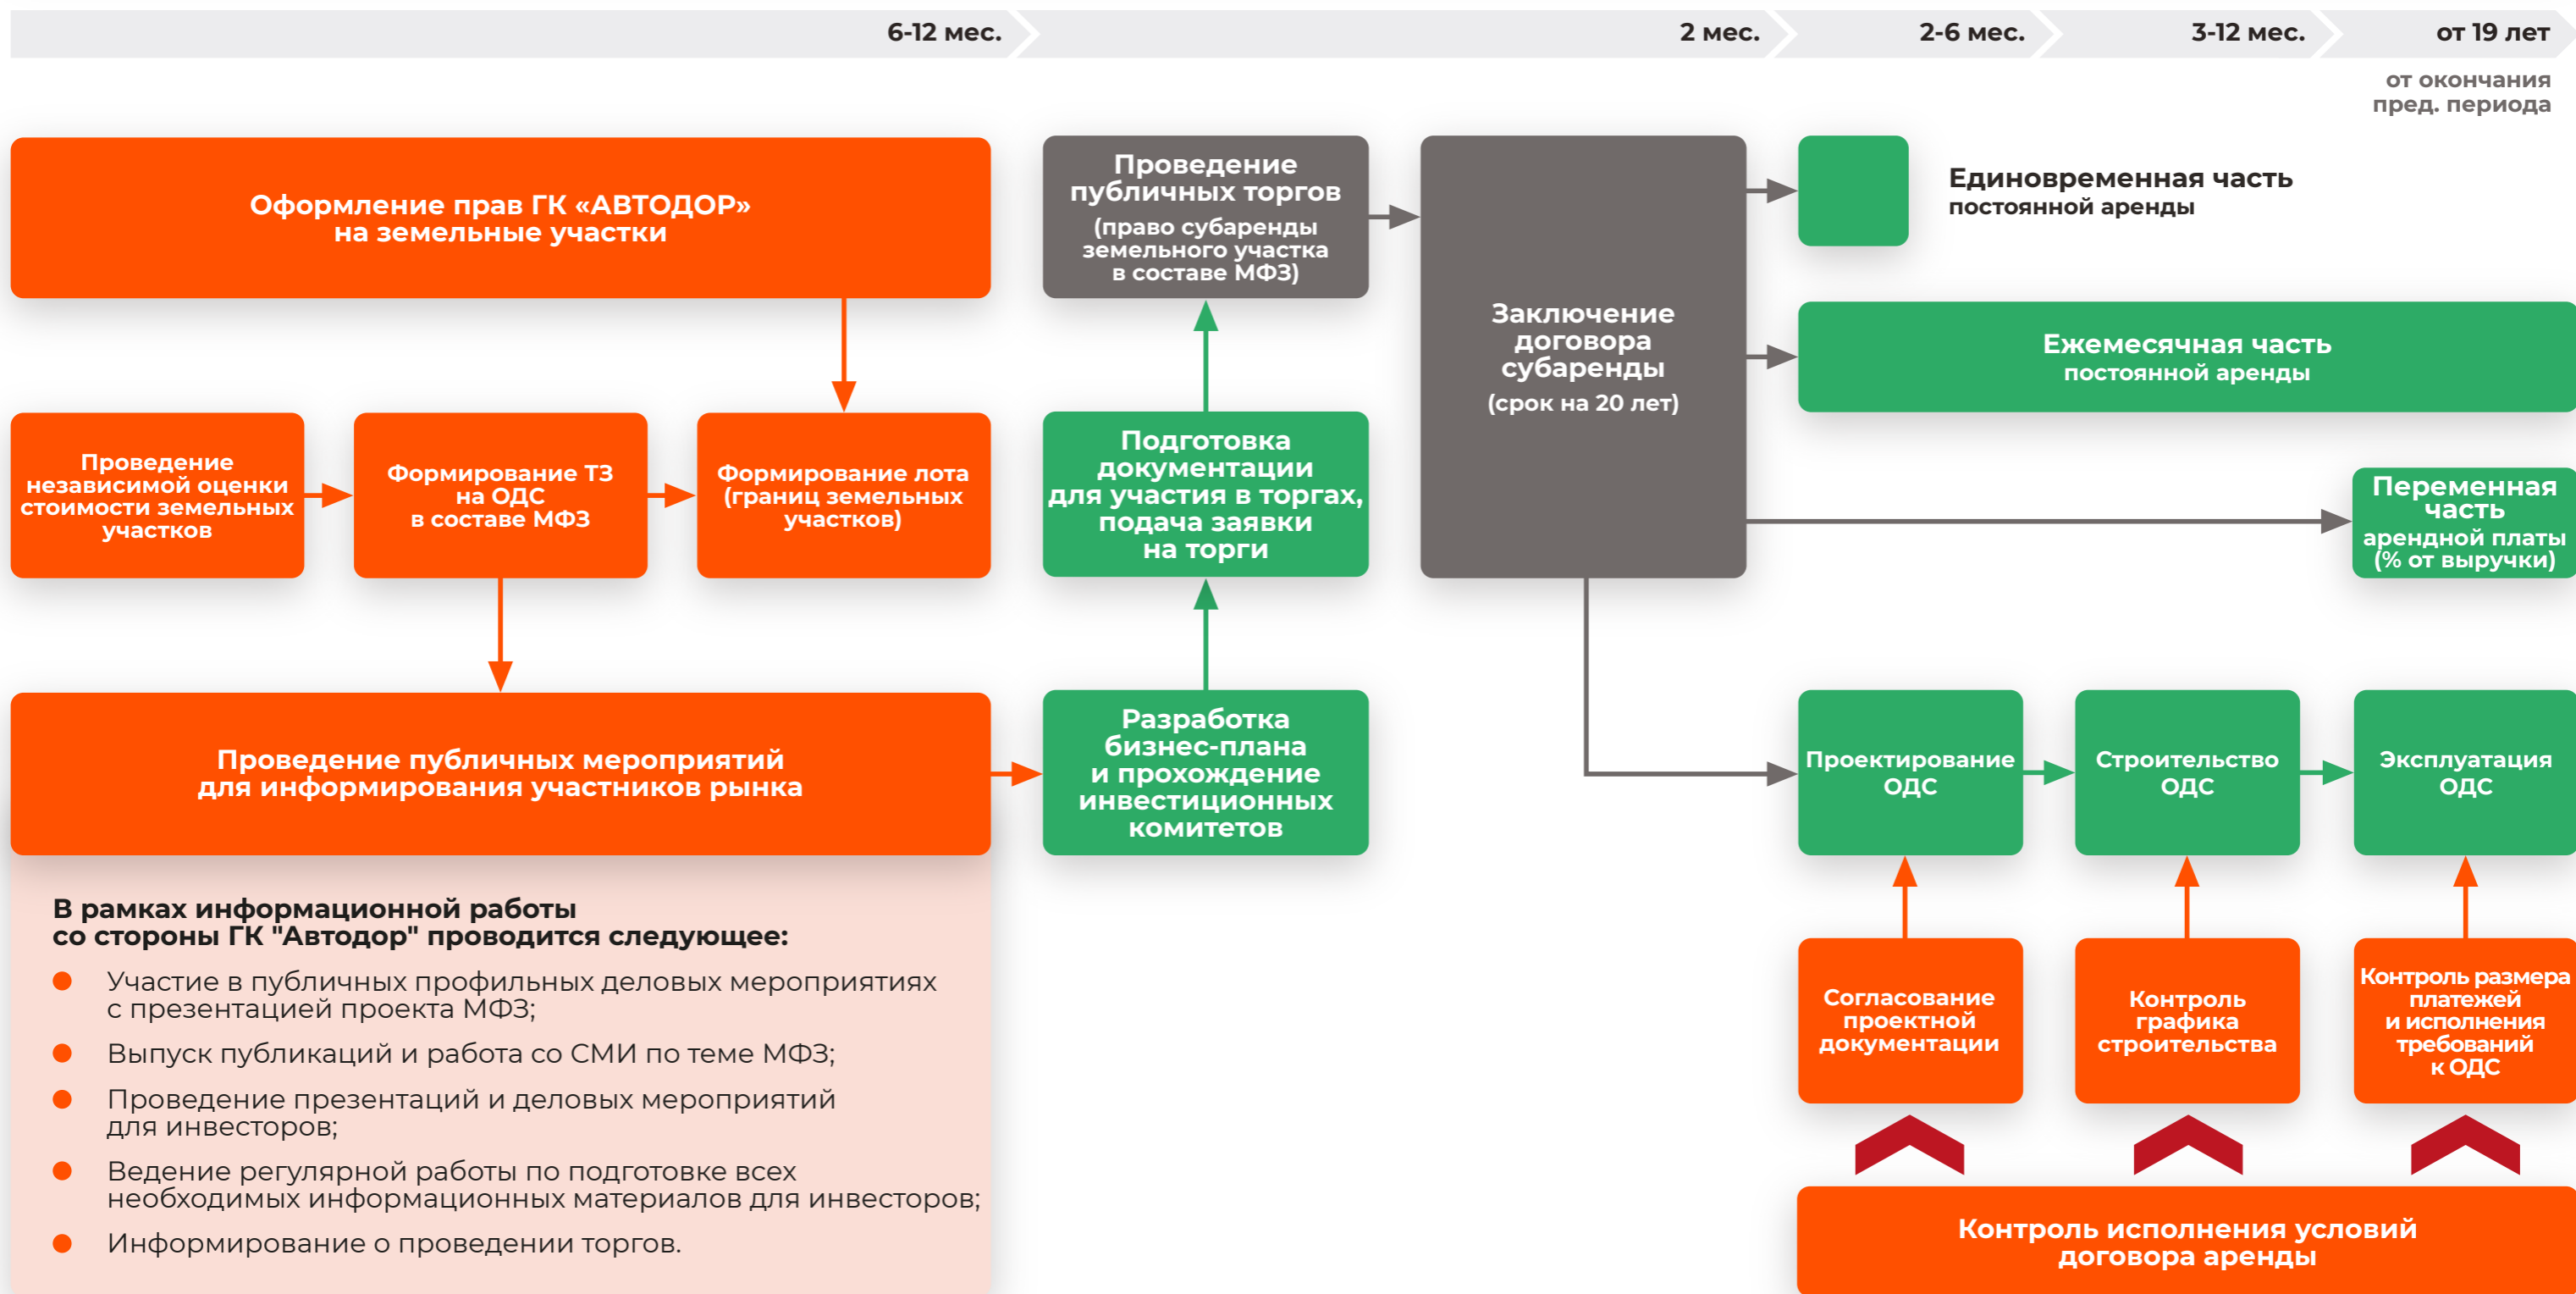 6-12 мес.
2 мес.
2-6 мес.
3-12 мес.
от 19 лет
от окончания
пред. периода
Оформление прав ГК «АВТОДОР»
на земельные участки
Проведение
независимой оценки
стоимости земельных
участков
Формирование ТЗ
на ОДС
в составе МФЗ
Формирование лота
(границ земельных
участков)
Проведение публичных мероприятий
для информирования участников рынка
В рамках информационной работы
со стороны ГК "Автодор" проводится следующее:
Участие в публичных профильных деловых мероприятиях
с презентацией проекта МФЗ;
Выпуск публикаций и работа со СМИ по теме МФЗ;
Проведение презентаций и деловых мероприятий
для инвесторов;
Ведение регулярной работы по подготовке всех
необходимых информационных материалов для инвесторов;
Информирование о проведении торгов.
Проведение
публичных торгов
(право субаренды
земельного участка
в составе МФЗ)
Подготовка
документации
для участия в торгах,
подача заявки
на торги
Разработка
бизнес-плана
и прохождение
инвестиционных
комитетов
Заключение
договора
субаренды
(срок на 20 лет)
Единовременная часть
постоянной аренды
Ежемесячная часть
постоянной аренды
Переменная
часть
арендной платы
(% от выручки)
Проектирование
ОДС
Строительство
ОДС
Эксплуатация
ОДС
Согласование
проектной
документации
Контроль
графика
строительства
Контроль размера
платежей
и исполнения
требований
к ОДС
Контроль исполнения условий
договора аренды